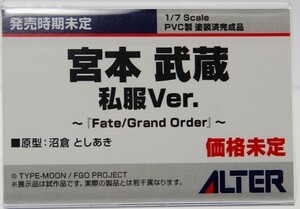 発売時期未定
1/7 Scale
PVC製 塗装済完成品
宮本 武蔵
私服Ver.
～『Fate/Grand Order』～
■原型：沼倉 としあき
価格未定
© TYPE-MOON / FGO PROJECT
※展示品は試作品です。実際の製品とは若干異なります。
ALTER